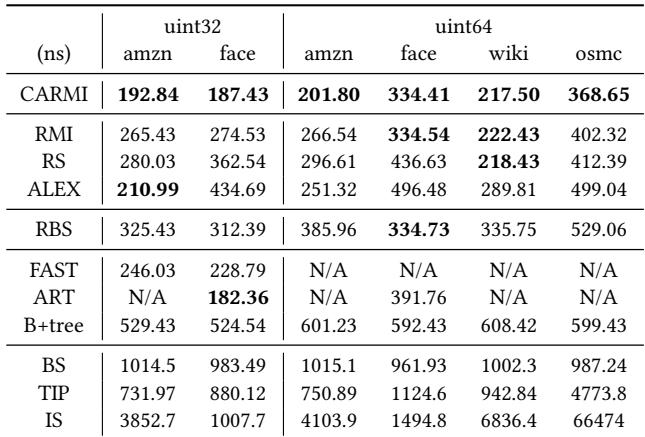 uint32 uint64
(ns) amzn face amzn face wiki osmc
CARMI 192.84 187.43 201.80 334.41 217.50 368.65
RMI 265.43 274.53 266.54 334.54 222.43 402.32
RS 280.03 362.54 296.61 436.63 218.43 412.39
ALEX 210.99 434.69 251.32 496.48 289.81 499.04
RBS 325.43 312.39 385.96 334.73 335.75 529.06
FAST 246.03 228.79 N/A N/A N/A N/A
ART N/A 182.36 N/A 391.76 N/A N/A
B+tree 529.43 524.54 601.23 592.43 608.42 599.43
BS 1014.5 983.49 1015.1 961.93 1002.3 987.24
TIP 731.97 880.12 750.89 1124.6 942.84 4773.8
IS 3852.7 1007.7 4103.9 1494.8 6836.4 66474